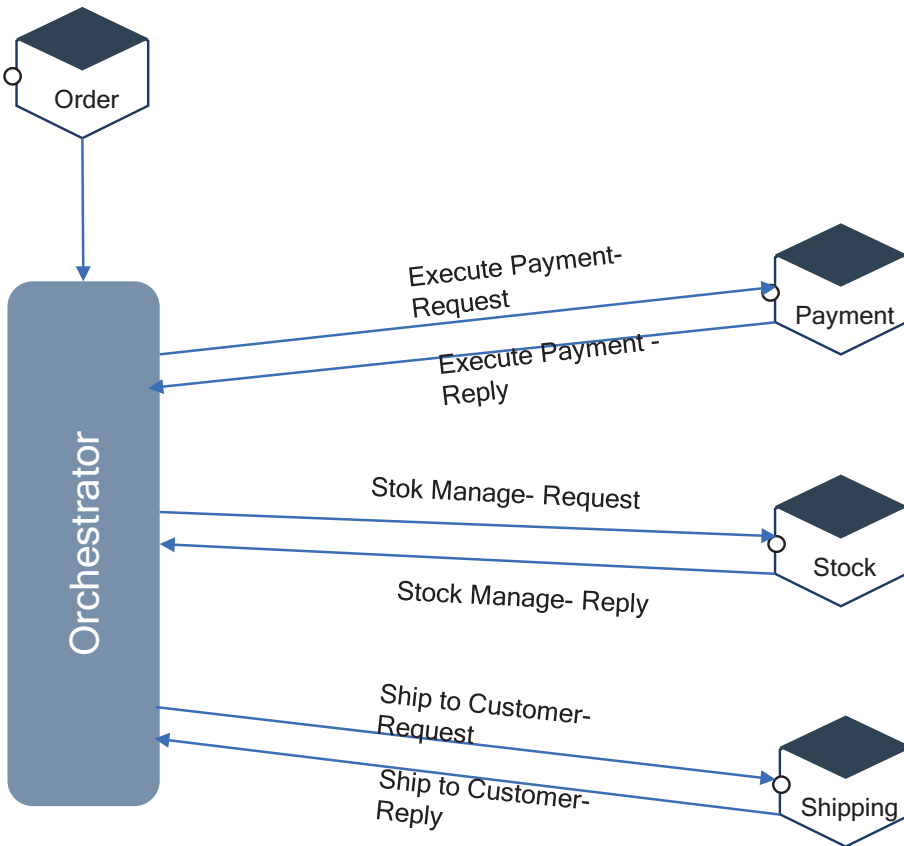 Order
Execute Payment-
Request
Payment
Execute Payment -
Reply
Orchestrator
Stok Manage- Request
Stock
Stock Manage- Reply
Ship to Customer-
Request
Ship to Customer-
Reply
Shipping